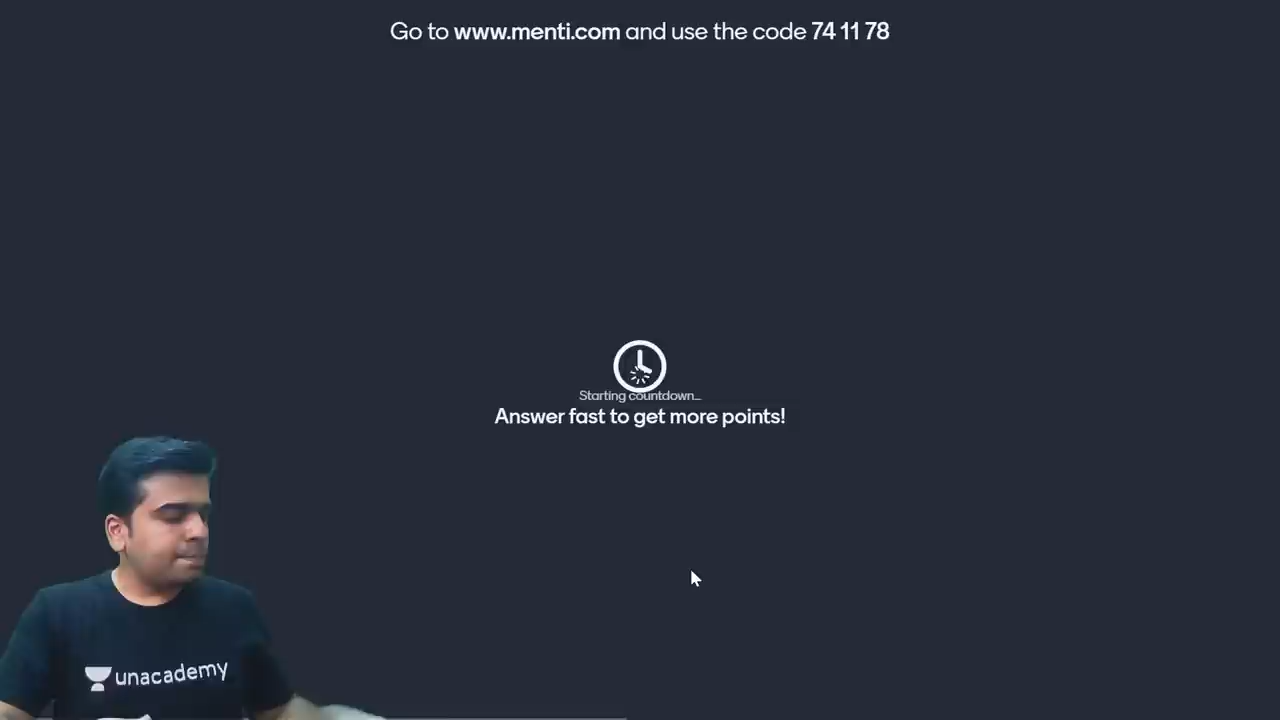 Go to www.menti.com and use the code 74 11 78
Starting countdown...
Answer fast to get more points!
unacademy